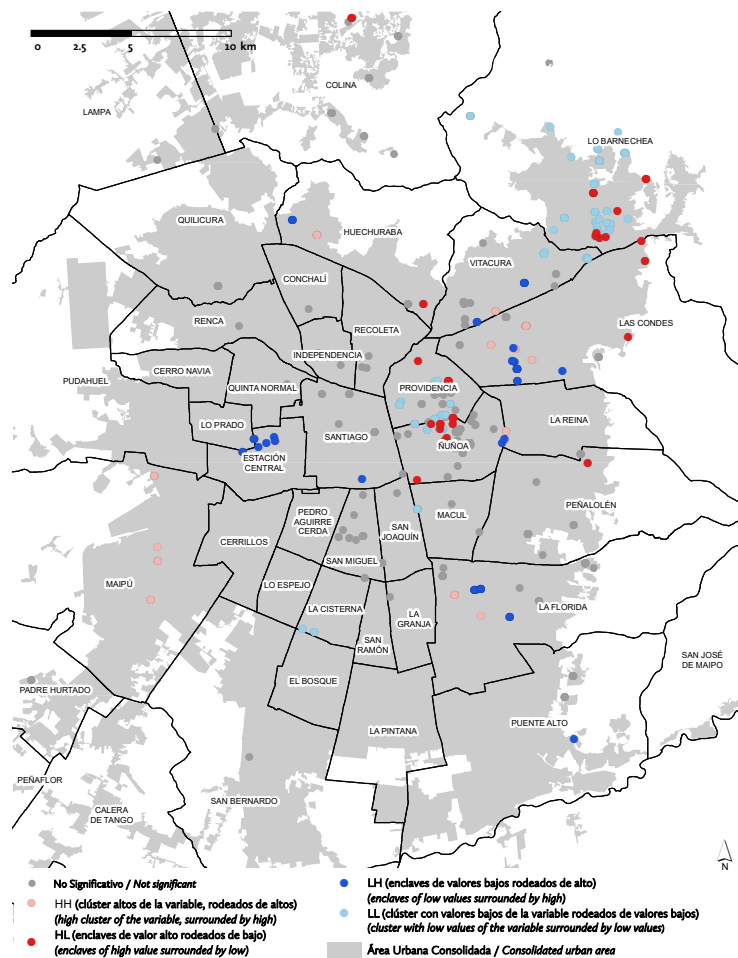 0 2.5 5 10 km
COLINA
LAMPA
LO BARNECHEA
QUILICURA
HUECHURABA
VITACURA
CONCHALÍ
RENCA
RECOLETA
LAS CONDES
INDEPENDENCIA
CERRO NAVIA
PUDAHUEL
QUINTA NORMAL
PROVIDENCIA
LO PRADO
LA REINA
SANTIAGO
ÑUÑOA
ESTACIÓN
CENTRAL
PEÑALOLÉN
PEDRO
AGUIRRE
CERDA
MACUL
SAN
JOAQUÍN
CERRILLOS
SAN MIGUEL
MAIPÚ
LO ESPEJO
LA CISTERNA
LA FLORIDA
LA
GRANJA
SAN
RAMÓN
SAN JOSÉ
DE MAIPO
EL BOSQUE
PADRE HURTADO
PUENTE ALTO
LA PINTANA
PEÑAFLOR
SAN BERNARDO
CALERA
DE TANGO
N
No Significativo / Not significant
HH (clúster altos de la variable, rodeados de altos)
(high cluster of the variable, surrounded by high)
HL (enclaves de valor alto rodeados de bajo)
(enclaves of high value surrounded by low)
LH (enclaves de valores bajos rodeados de alto)
(enclaves of low values surrounded by high)
LL (clúster con valores bajos de la variable rodeados de valores bajos)
(cluster with low values of the variable surrounded by low values)
Área Urbana Consolidada / Consolidated urban area